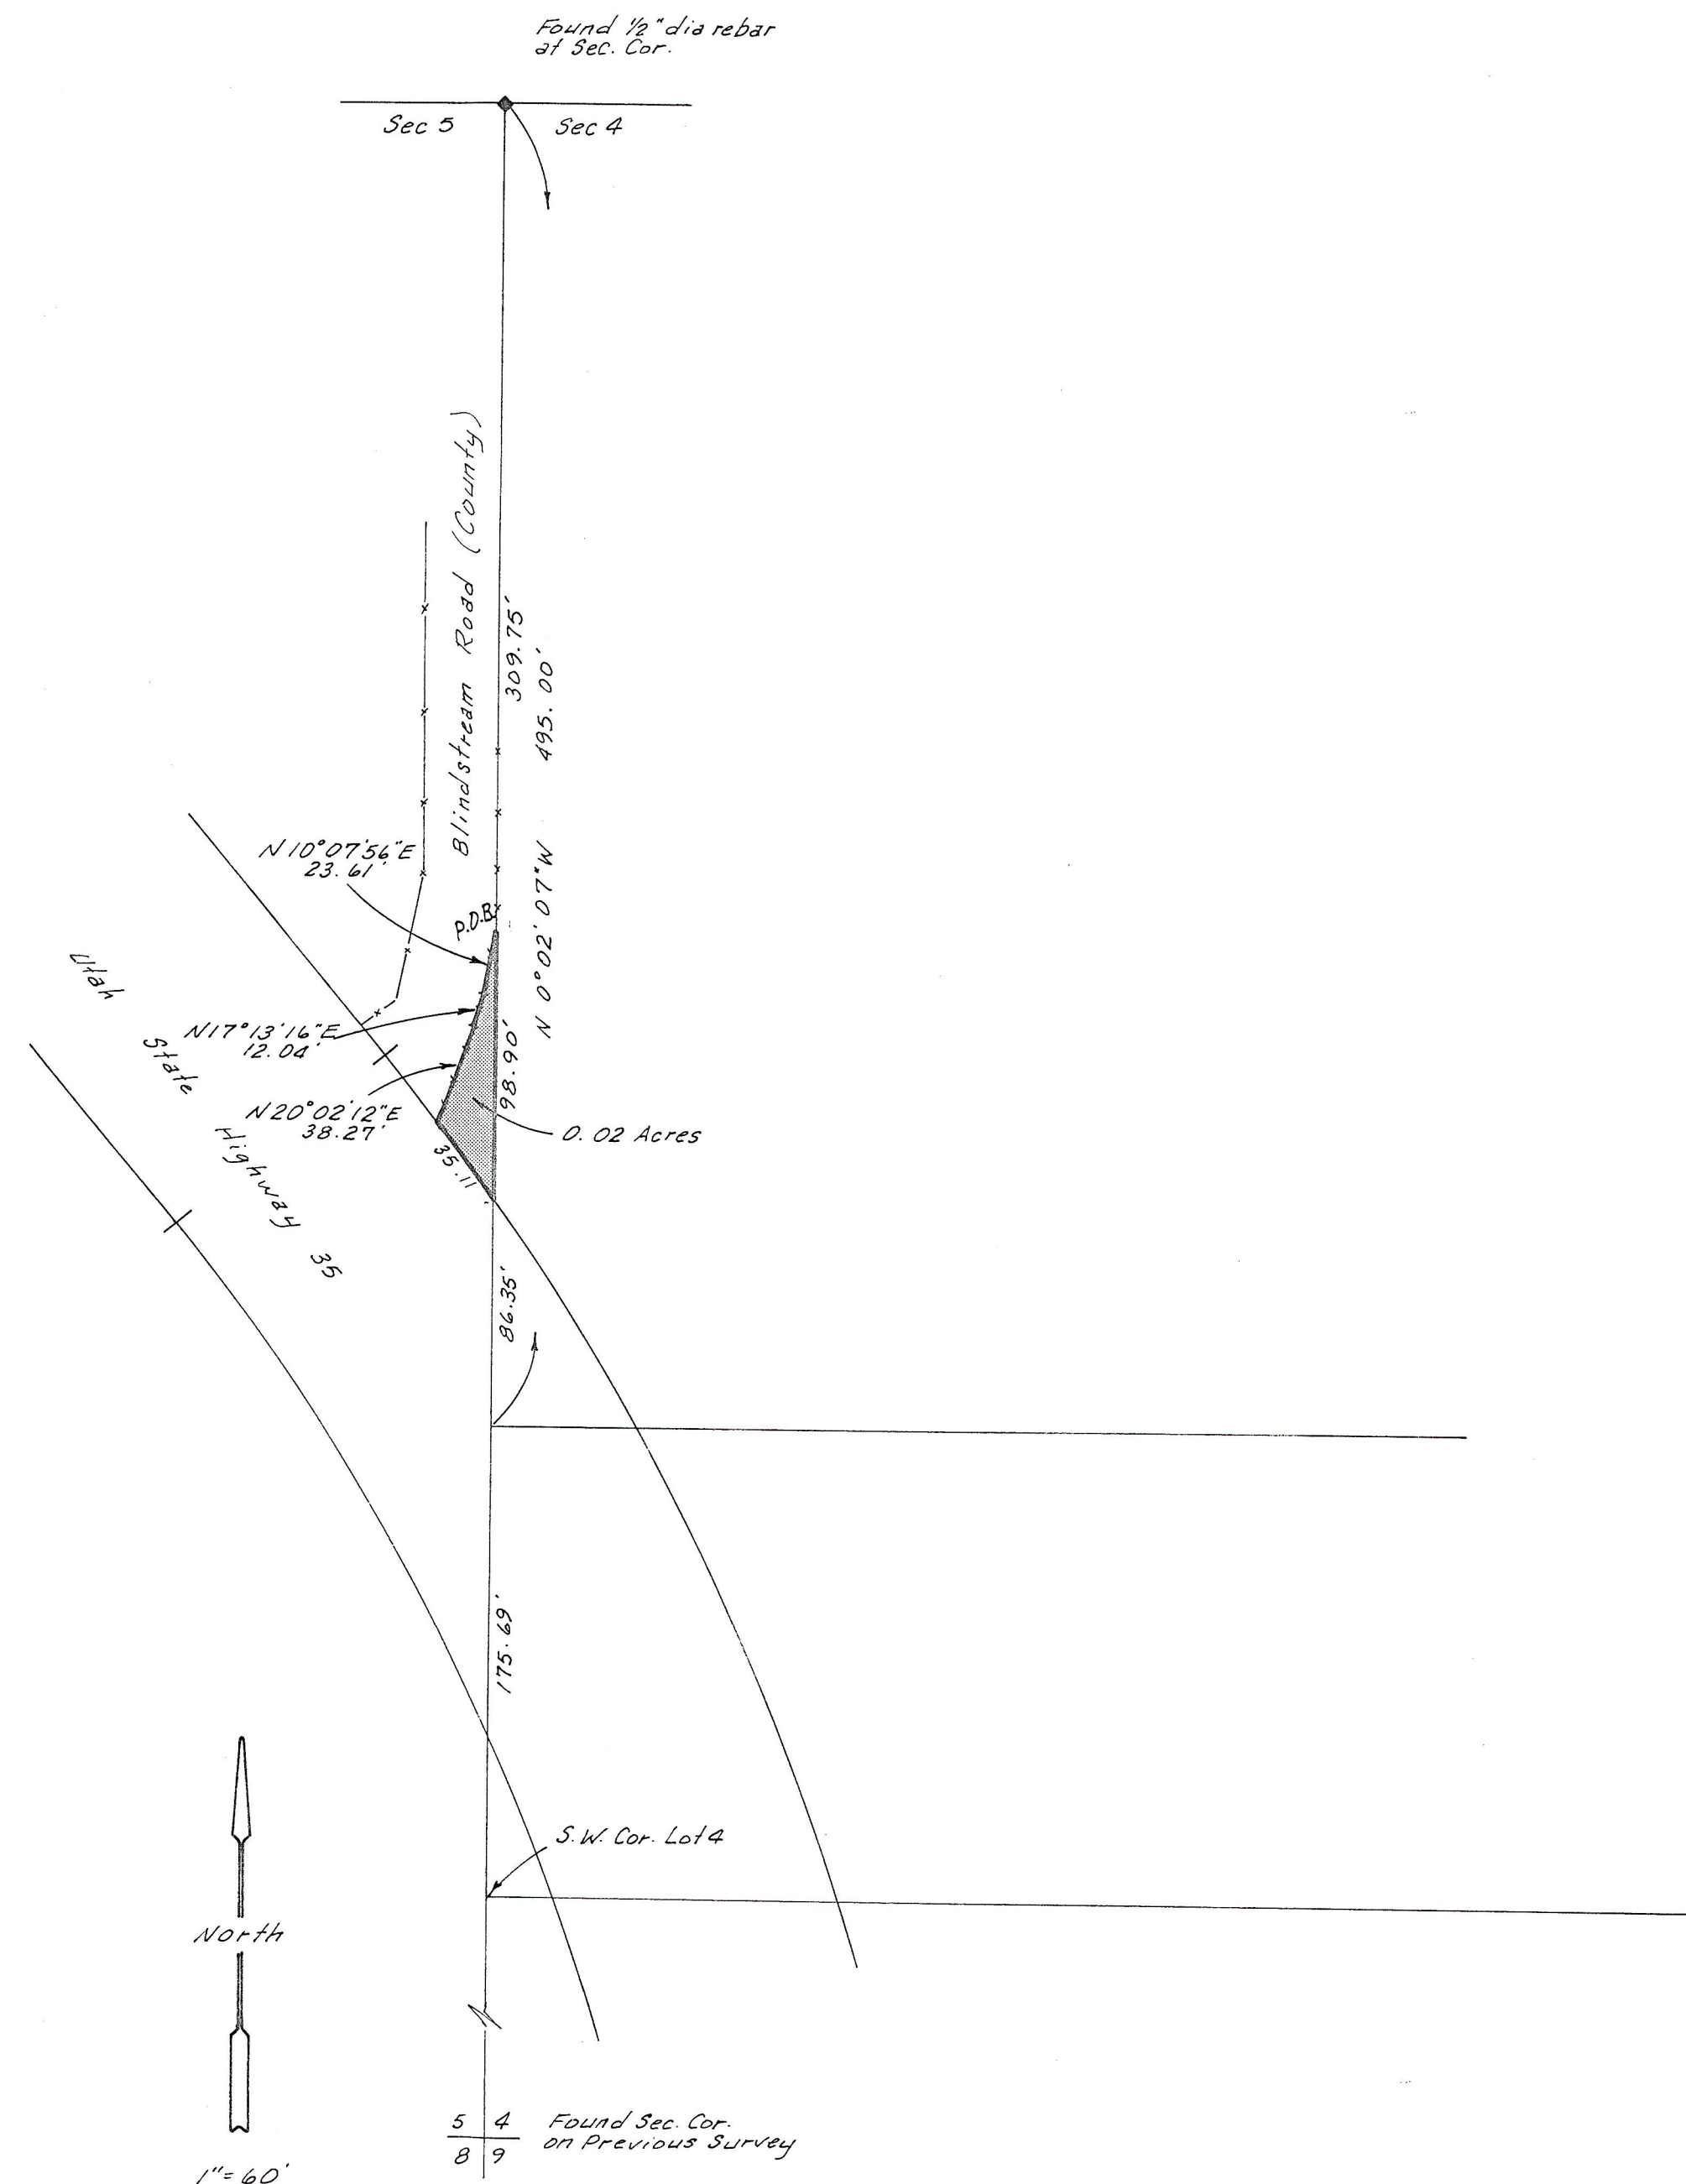 Found 1/2" dia rebar
at Sec. Cor.
Sec 5
Sec 4
Blindstream Road (County)
309.75'
495.00'
N 0°02'07"W
N 10°07'56"E
23.61'
P.O.B.
Utah State Highway 35
N17°13'16"E
12.04'
N20°02'12"E
38.27'
98.90'
0.02 Acres
35.11'
86.35'
175.69'
S.W. Cor. Lot 4
North
5 4
8 9
Found Sec. Cor.
on Previous Survey
1"=60'